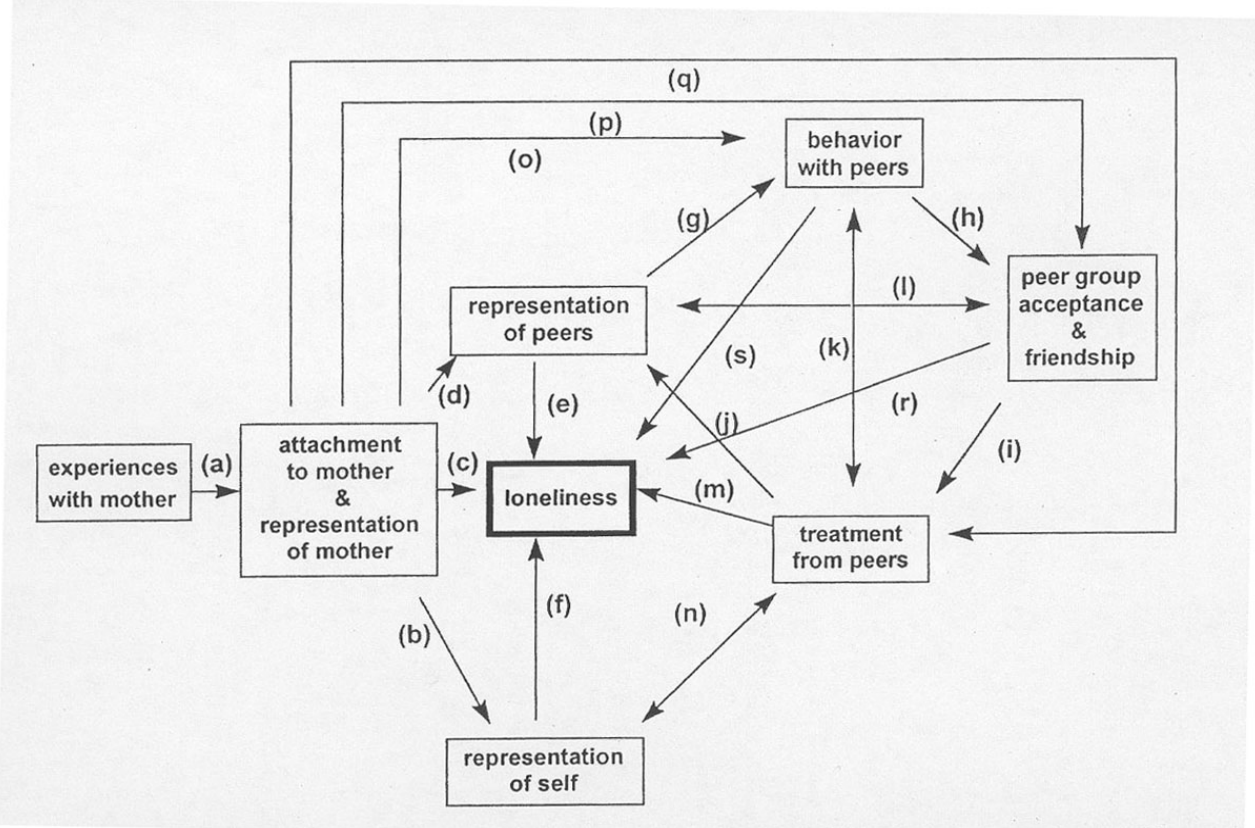 (q)
(p)
(o)
behavior
with peers
(g)
(h)
peer group
acceptance
&
friendship
(l)
representation
of peers
(s)
(k)
(r)
(d)
(e)
(j)
(i)
experiences
with mother
(a)
attachment
to mother
&
representation
of mother
(c)
loneliness
(m)
treatment
from peers
(f)
(n)
(b)
representation
of self